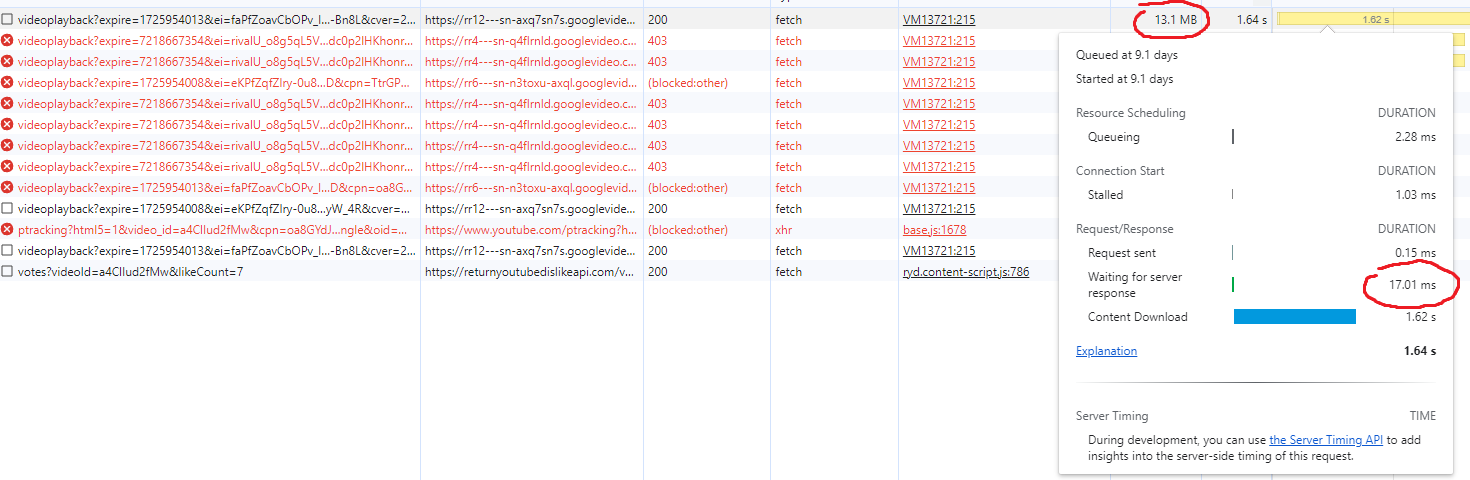 videoplayback?expire=1725954013&ei=faPfZoavCbOPv_I...-Bn8L&cver=2... https://rr12---sn-axq7sn7s.googlevide... 200 fetch VM13721:215 13.1 MB 1.64 s 1.62 s
videoplayback?expire=7218667354&ei=rivalU_o8g5qL5V...dc0p2IHKhonr... https://rr4---sn-q4flrnld.googlevideo.c... 403 fetch VM13721:215
videoplayback?expire=7218667354&ei=rivalU_o8g5qL5V...dc0p2IHKhonr... https://rr4---sn-q4flrnld.googlevideo.c... 403 fetch VM13721:215
videoplayback?expire=1725954008&ei=eKPfZqfZIry-0u8...D&cpn=TtrGP... https://rr6---sn-n3toxu-axql.googlevid... (blocked:other) fetch VM13721:215
videoplayback?expire=7218667354&ei=rivalU_o8g5qL5V...dc0p2IHKhonr... https://rr4---sn-q4flrnld.googlevideo.c... 403 fetch VM13721:215
videoplayback?expire=7218667354&ei=rivalU_o8g5qL5V...dc0p2IHKhonr... https://rr4---sn-q4flrnld.googlevideo.c... 403 fetch VM13721:215
videoplayback?expire=7218667354&ei=rivalU_o8g5qL5V...dc0p2IHKhonr... https://rr4---sn-q4flrnld.googlevideo.c... 403 fetch VM13721:215
videoplayback?expire=7218667354&ei=rivalU_o8g5qL5V...dc0p2IHKhonr... https://rr4---sn-q4flrnld.googlevideo.c... 403 fetch VM13721:215
videoplayback?expire=1725954013&ei=faPfZoavCbOPv_I...D&cpn=oa8G... https://rr6---sn-n3toxu-axql.googlevid... (blocked:other) fetch VM13721:215
videoplayback?expire=1725954008&ei=eKPfZqfZIry-0u8...yW_4R&cver=... https://rr12---sn-axq7sn7s.googlevide... 200 fetch VM13721:215
ptracking?html5=1&video_id=a4CIIud2fMw&cpn=oa8GYdJ...ngle&oid=... https://www.youtube.com/ptracking?h... (blocked:other) xhr base.js:1678
videoplayback?expire=1725954013&ei=faPfZoavCbOPv_I...-Bn8L&cver=2... https://rr12---sn-axq7sn7s.googlevide... 200 fetch VM13721:215
votes?videoId=a4CIIud2fMw&likeCount=7 https://returnyoutubedislikeapi.com/v... 200 fetch ryd.content-script.js:786
Queued at 9.1 days
Started at 9.1 days
Resource Scheduling DURATION
Queueing 2.28 ms
Connection Start DURATION
Stalled 1.03 ms
Request/Response DURATION
Request sent 0.15 ms
Waiting for server
response 17.01 ms
Content Download 1.62 s
Explanation 1.64 s
Server Timing TIME
During development, you can use the Server Timing API to add
insights into the server-side timing of this request.